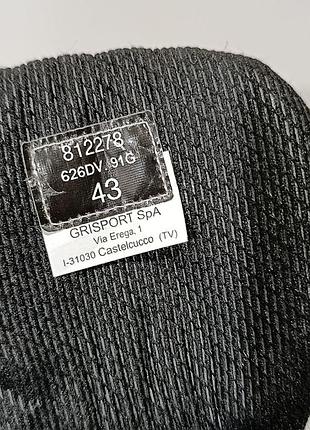 812278
626DV 91G
43
GRISPORT SpA
Via Erega, 1
I-31030 Castelcucco (TV)